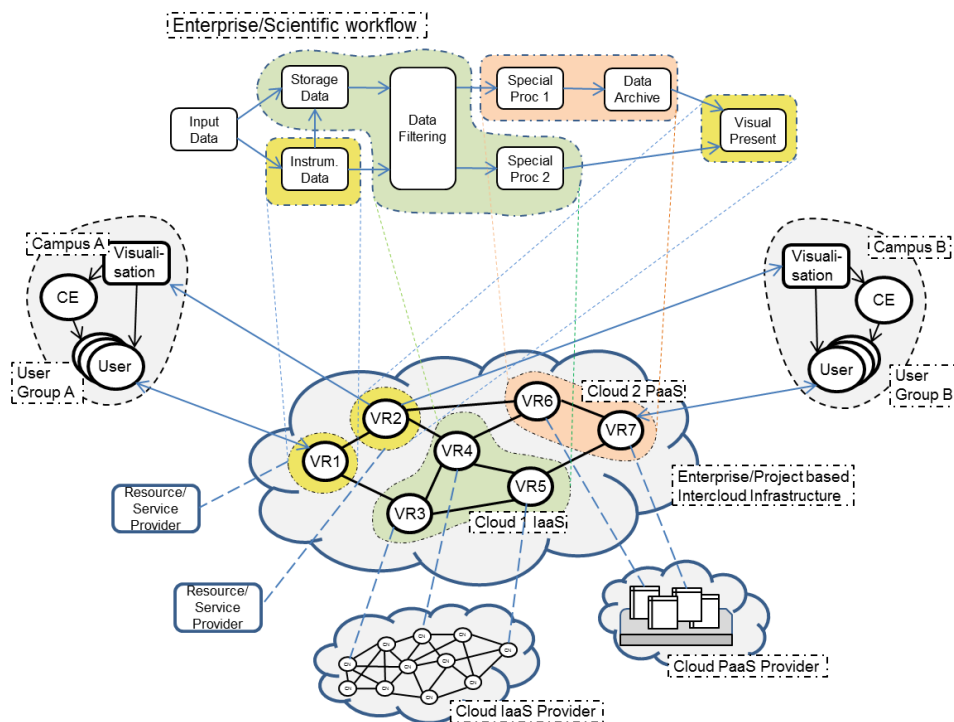 Enterprise/Scientific workflow
Storage
Data
Special
Proc 1
Data
Archive
Input
Data
Data
Filtering
Visual
Present
Instrum.
Data
Special
Proc 2
Campus A
Visuali-
sation
CE
User
User
Group A
Campus B
Visuali-
sation
CE
User
User
Group B
VR6
Cloud 2 PaaS
VR2
VR7
VR4
VR1
VR5
VR3
Cloud 1 IaaS
Enterprise/Project based
Intercloud Infrastructure
Resource/
Service
Provider
Resource/
Service
Provider
Cloud PaaS Provider
Cloud IaaS Provider